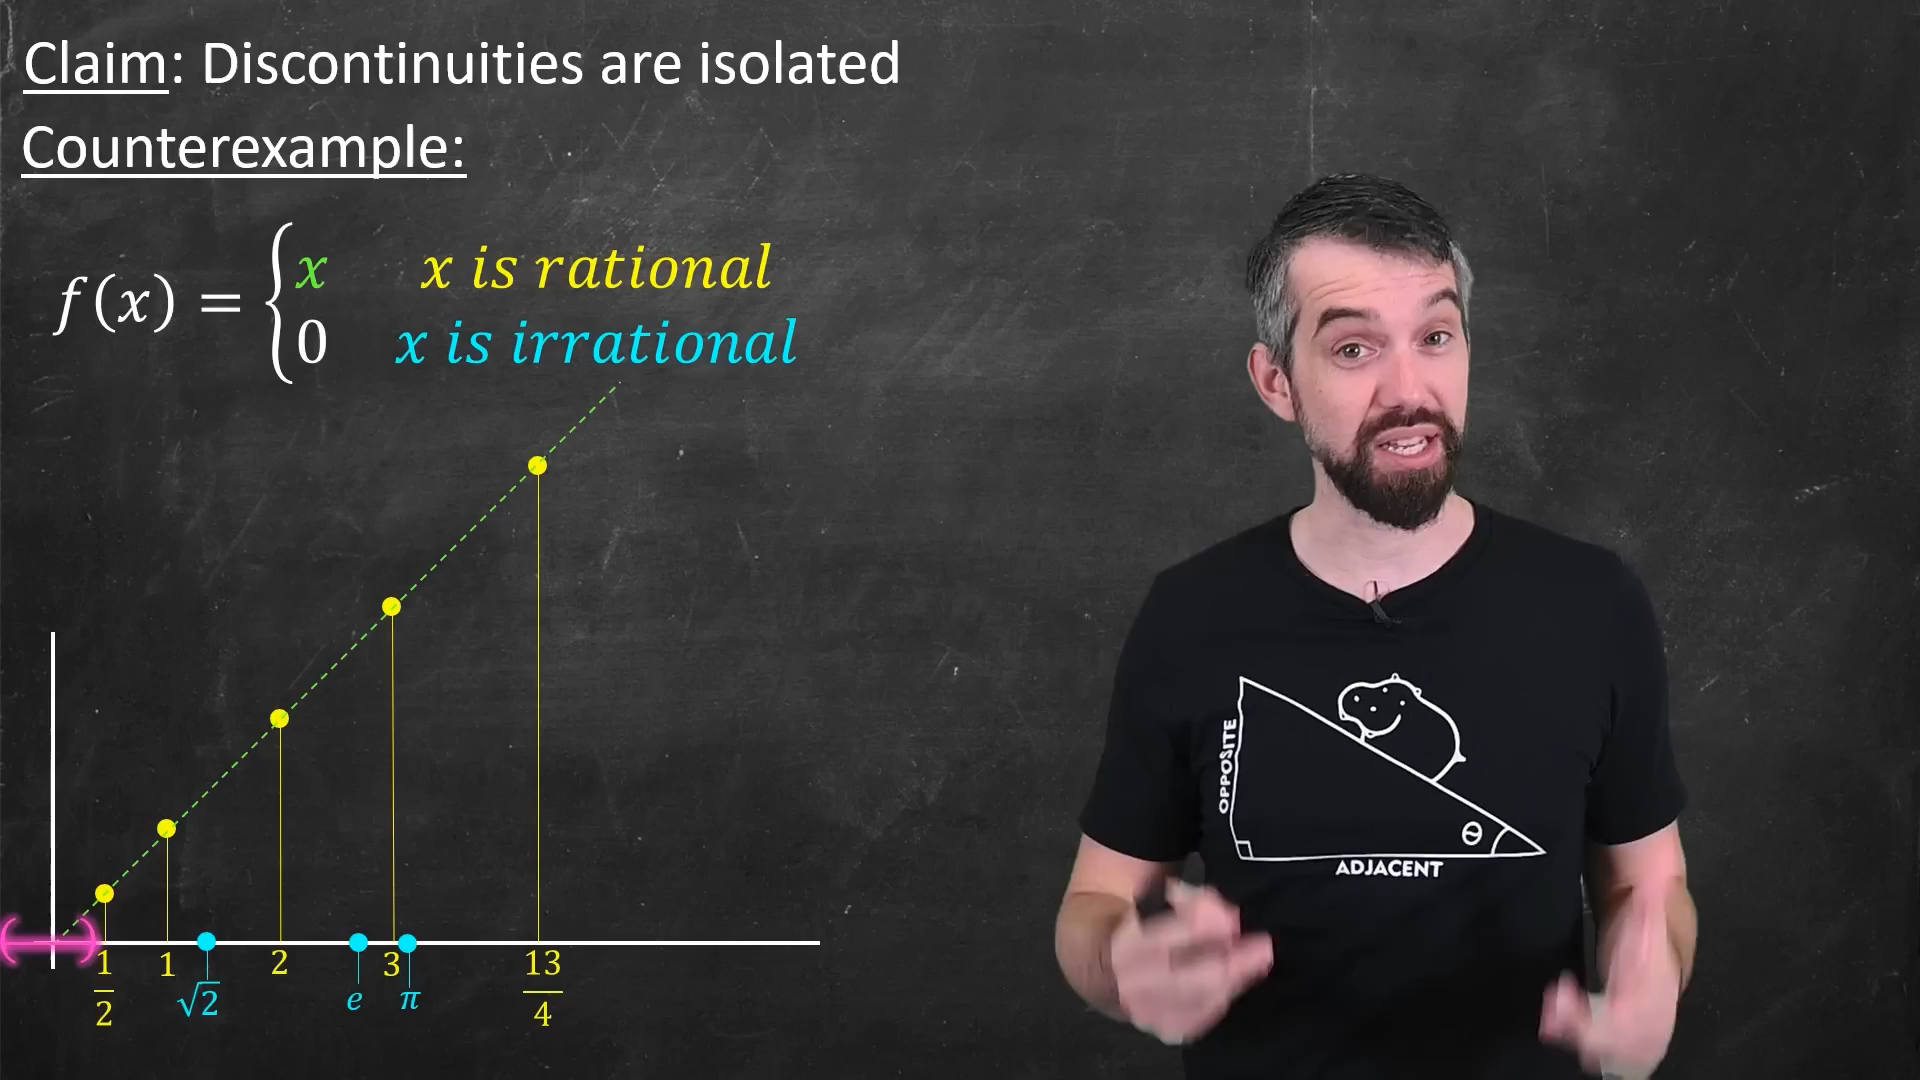 Claim: Discontinuities are isolated
Counterexample:
f(x) = { x x is rational
0 x is irrational
1/2 1 √2 2 e 3 π 13/4
OPPOSITE
θ
ADJACENT